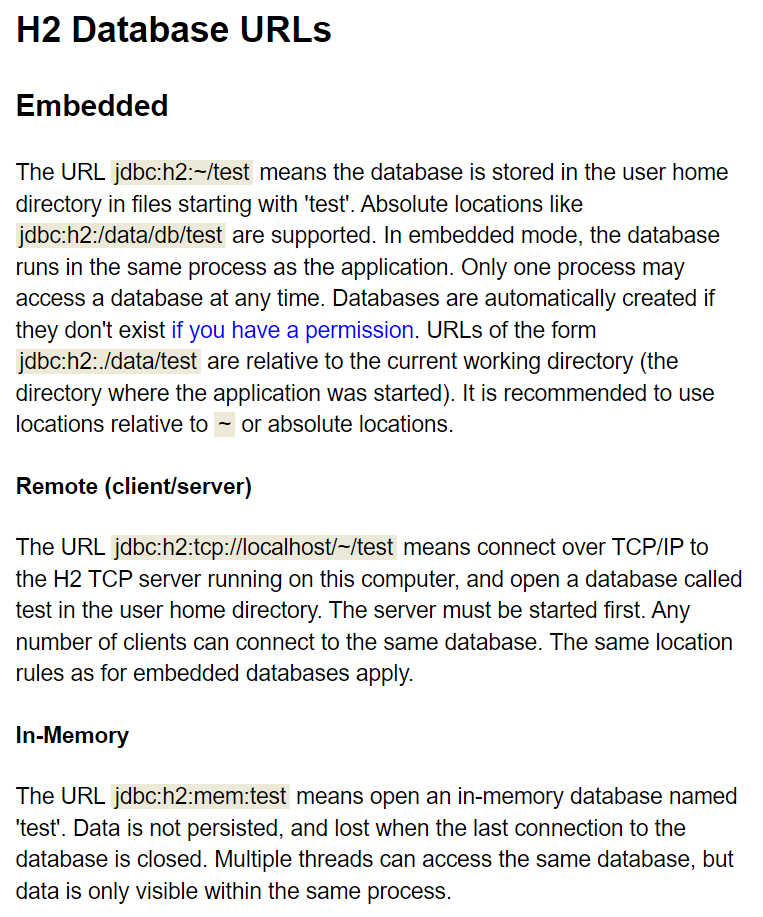 H2 Database URLs
Embedded
The URL jdbc:h2:~/test means the database is stored in the user home
directory in files starting with 'test'. Absolute locations like
jdbc:h2:/data/db/test are supported. In embedded mode, the database
runs in the same process as the application. Only one process may
access a database at any time. Databases are automatically created if
they don't exist if you have a permission. URLs of the form
jdbc:h2:./data/test are relative to the current working directory (the
directory where the application was started). It is recommended to use
locations relative to ~ or absolute locations.
Remote (client/server)
The URL jdbc:h2:tcp://localhost/~/test means connect over TCP/IP to
the H2 TCP server running on this computer, and open a database called
test in the user home directory. The server must be started first. Any
number of clients can connect to the same database. The same location
rules as for embedded databases apply.
In-Memory
The URL jdbc:h2:mem:test means open an in-memory database named
'test'. Data is not persisted, and lost when the last connection to the
database is closed. Multiple threads can access the same database, but
data is only visible within the same process.